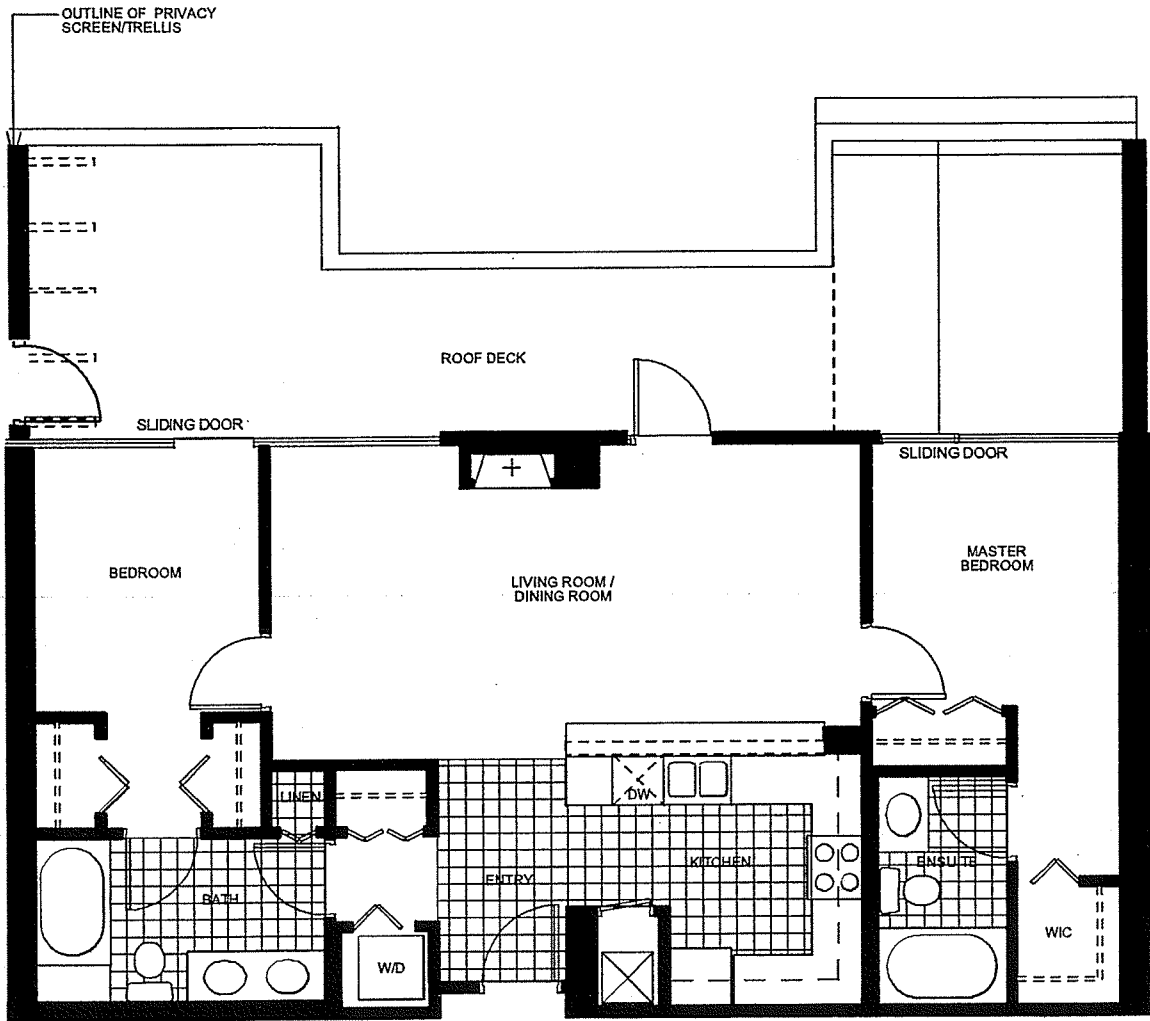 OUTLINE OF PRIVACY
SCREEN/TRELLIS
ROOF DECK
SLIDING DOOR
SLIDING DOOR
BEDROOM
LIVING ROOM /
DINING ROOM
MASTER
BEDROOM
LINEN
DW
KITCHEN
ENSUITE
ENTRY
BATH
WIC
W/D